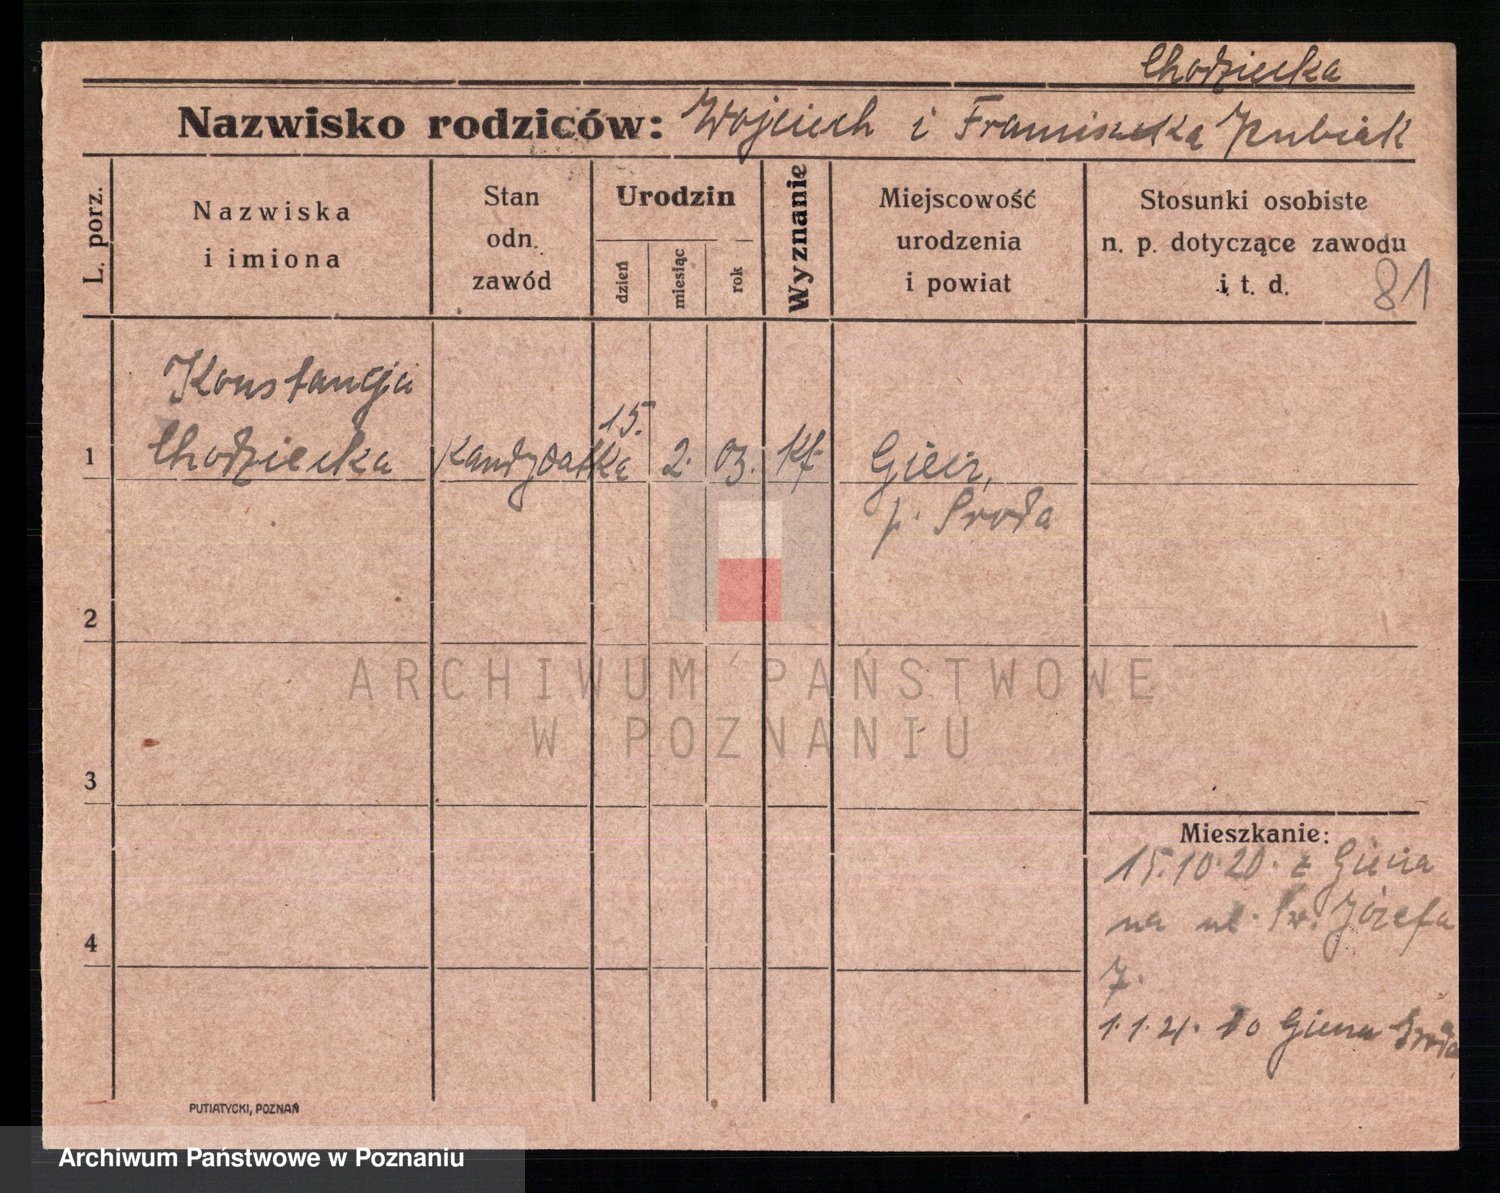 Chodziecka
Nazwisko rodziców: Wojciech i Franciszka Kubiak
L. porz.
Nazwiska
i imiona
Stan
odn.
zawód
Urodzin
dzień
miesiąc
rok
Wyznanie
Miejscowość
urodzenia
i powiat
Stosunki osobiste
n. p. dotyczące zawodu
i t. d.
81
Konstancja
1 Chodziecka kandydatka 15. 2. 03. kt. Giecz,
p. Środa
2
ARCHIWUM PAŃSTWOWE
W POZNANIU
3
Mieszkanie:
15.10.20. z Giecza
na ul. Św. Józefa
7.
4
1.1.21. do Giecza Środa
PUTIATYCKI, POZNAŃ
Archiwum Państwowe w Poznaniu